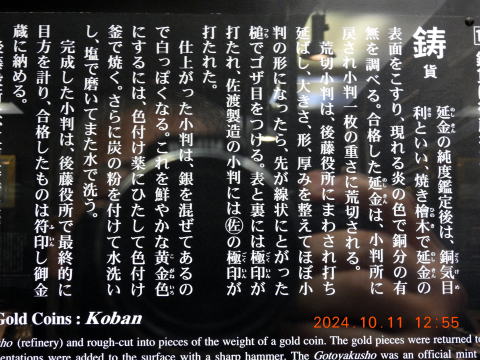 鋳貨
延金の純度鑑定後は、銅気目
利といい、焼き檜木で延金の
表面をこすり、現れる炎の色で銅分の有
無を調べる。合格した延金は、小判所に
戻され小判一枚の重さに荒切される。
荒切小判は、後藤役所にまわされ打ち
延ばし、大きさ、形、厚みを整えてほぼ小
判の形になったら、先が線状にとがった
槌でゴザ目をつける。表と裏には極印が
打たれ、佐渡製造の小判には㊧の極印が
打たれた。
仕上がった小判は、銀を混ぜてあるの
で白っぽくなる。これを鮮やかな黄金色
にするには、色付け薬にひたして色付け
釜で焼く。さらに炭の粉を付けて水洗い
し、塩で磨いてまた水で洗う。
完成した小判は、後藤役所で最終的に
目方を計り、合格したものは符印し御金
蔵に納める。
Gold Coins : Koban
2024.10.11 12:55
tho (refinery) and rough-cut into pieces of the weight of a gold coin. The gold pieces were returned to
entations were added to the surface with a sharp hammer. The Gotoyakusho was an official mint